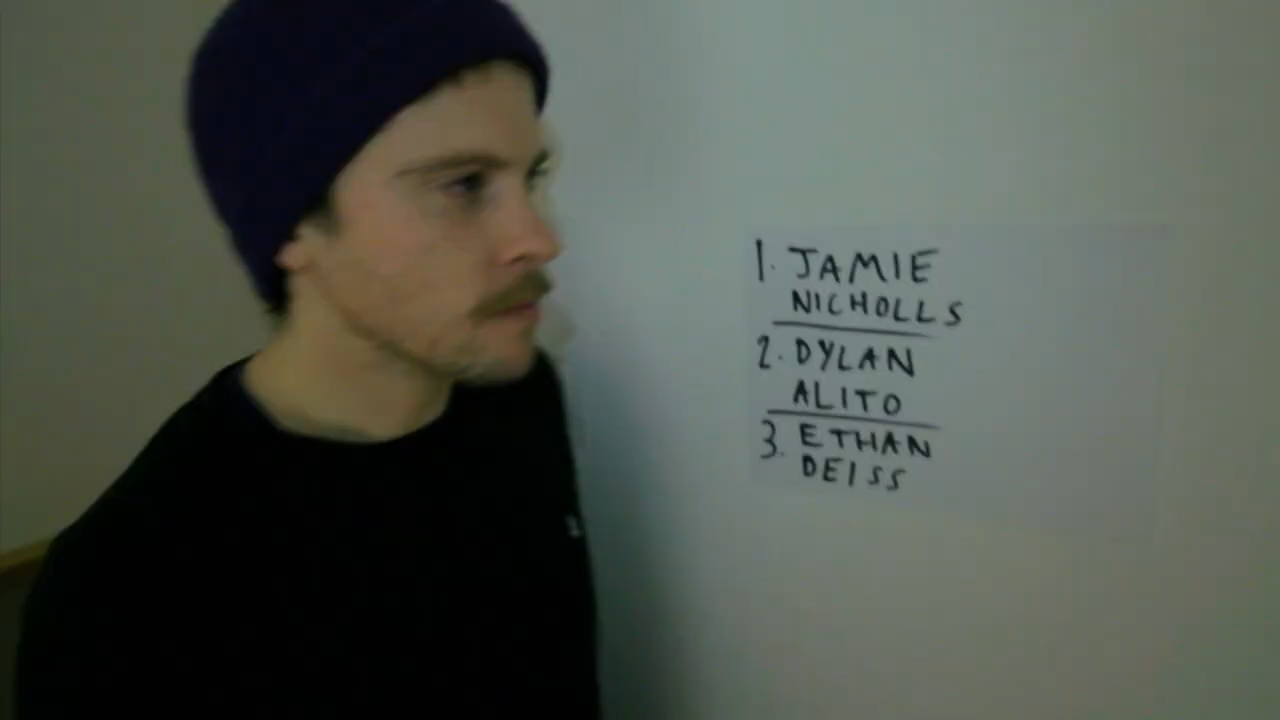 1. JAMIE
NICHOLLS
2. DYLAN
ALITO
3. ETHAN
DEISS